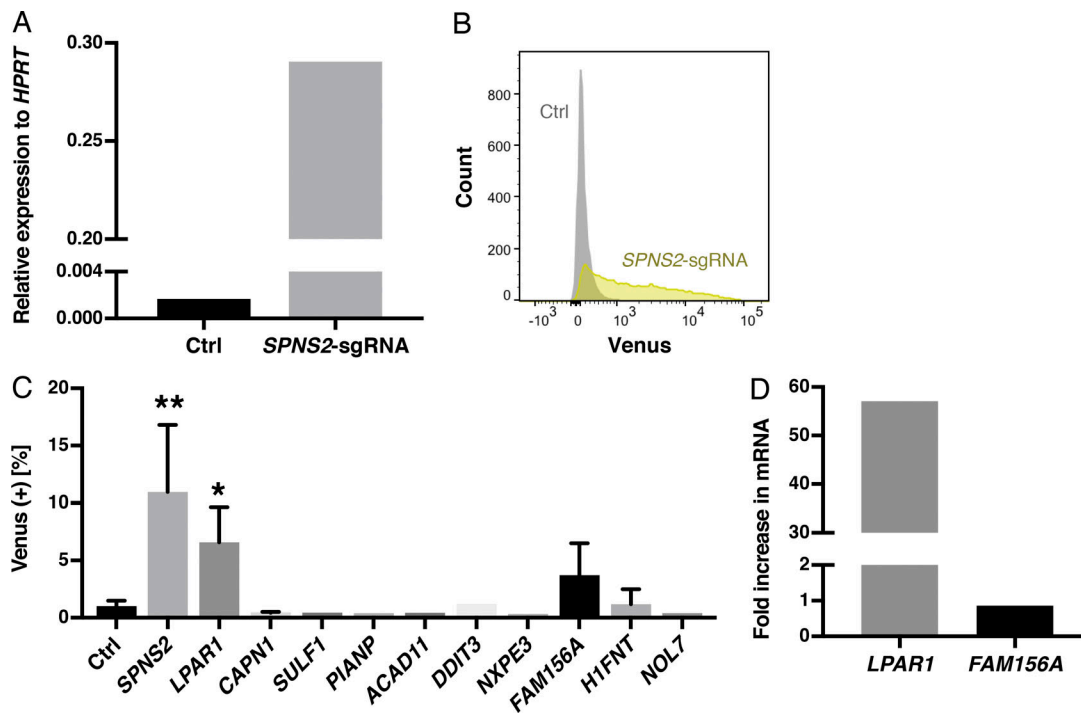 A
Relative expression to HPRT
0.30
0.25
0.20
0.004
0.000
Ctrl
SPNS2-sgRNA
B
Count
800
600
400
200
0
Ctrl
SPNS2-sgRNA
-10³ 0 10³ 10⁴ 10⁵
Venus
C
Venus (+) [%]
20
15
10
5
0
**
*
Ctrl
SPNS2
LPAR1
CAPN1
SULF1
PIANP
ACAD11
DDIT3
NXPE3
FAM156A
H1FNT
NOL7
D
Fold increase in mRNA
60
50
40
30
2
1
0
LPAR1
FAM156A